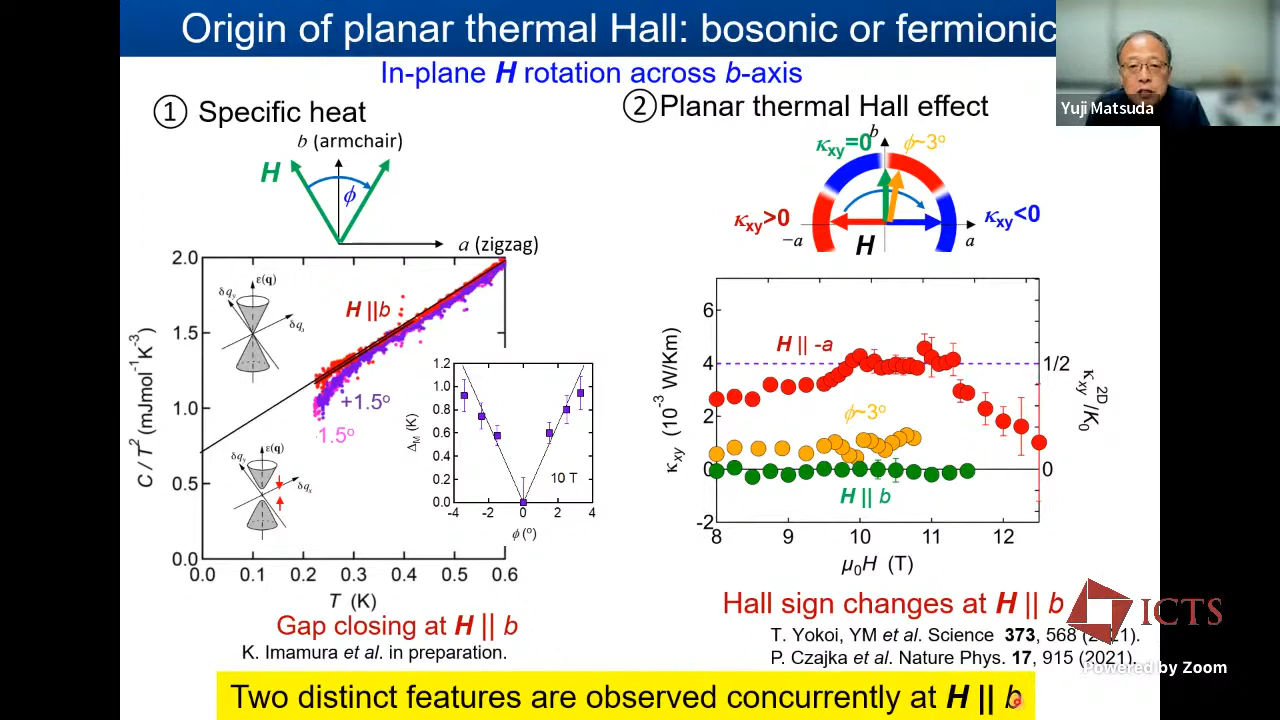 Origin of planar thermal Hall: bosonic or fermionic
In-plane H rotation across b-axis
① Specific heat
b (armchair)
H
ϕ
a (zigzag)
2.0
1.5
1.0
0.5
0.0
C / T² (mJmol⁻¹K⁻³)
0.0 0.1 0.2 0.3 0.4 0.5 0.6
T (K)
ε(q)
δqy
δqx
H ||b
+1.5°
1.5°
ε(q)
δqy
δqx
1.2
1.0
0.8
0.6
0.4
0.2
0.0
Δ_M (K)
10 T
-4 -2 0 2 4
ϕ (°)
Gap closing at H || b
K. Imamura et al. in preparation.
② Planar thermal Hall effect
b
κxy=0
ϕ~3°
κxy>0
κxy<0
−a
H
a
6
4
2
0
-2
κxy (10⁻³ W/Km)
H || -a
ϕ~3°
H || b
1/2
0
κxy²ᴰ/K₀
8 9 10 11 12
μ₀H (T)
Hall sign changes at H || b
T. Yokoi, YM et al. Science 373, 568 (2021).
P. Czajka et al. Nature Phys. 17, 915 (2021).
Two distinct features are observed concurrently at H || b
Yuji Matsuda
ICTS
Powered by Zoom